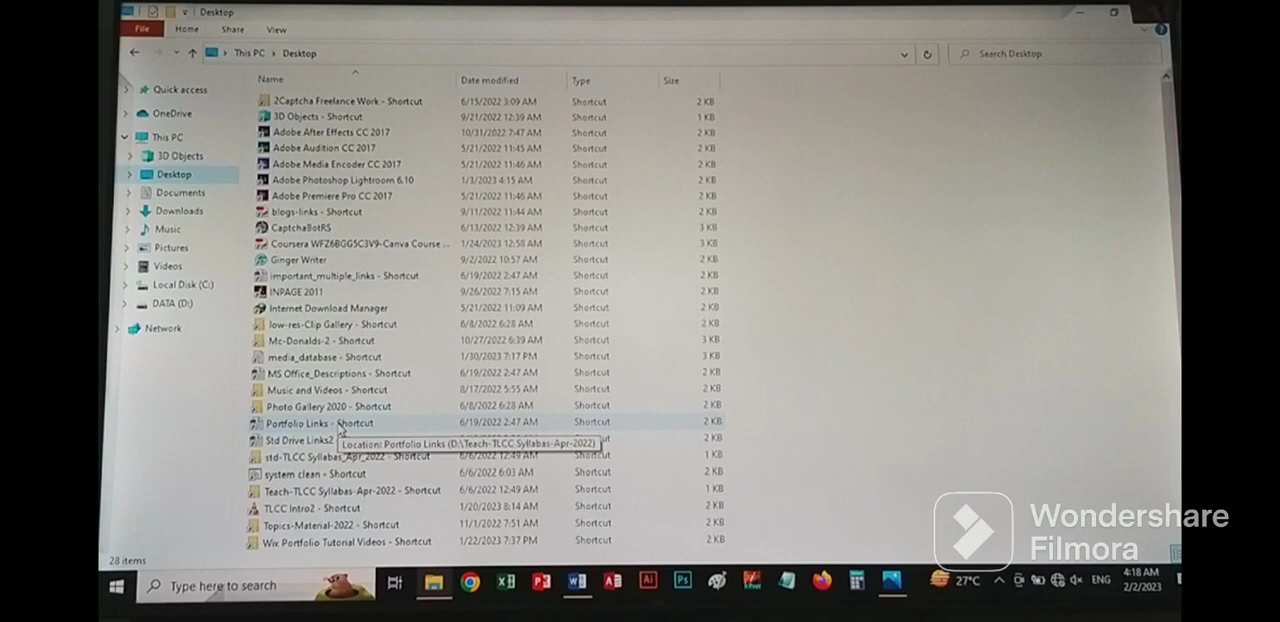 Desktop
File Home Share View
This PC > Desktop
Search Desktop
Name Date modified Type Size
Quick access
OneDrive
This PC
3D Objects
Desktop
Documents
Downloads
Music
Pictures
Videos
Local Disk (C:)
DATA (D:)
Network
2Captcha Freelance Work - Shortcut 6/15/2022 3:09 AM Shortcut 2 KB
3D Objects - Shortcut 9/21/2022 12:39 AM Shortcut 1 KB
Adobe After Effects CC 2017 10/31/2022 7:47 AM Shortcut 2 KB
Adobe Audition CC 2017 5/21/2022 11:45 AM Shortcut 2 KB
Adobe Media Encoder CC 2017 5/21/2022 11:46 AM Shortcut 2 KB
Adobe Photoshop Lightroom 6.10 1/3/2023 4:15 AM Shortcut 2 KB
Adobe Premiere Pro CC 2017 5/21/2022 11:46 AM Shortcut 2 KB
blogs-links - Shortcut 9/11/2022 11:44 AM Shortcut 2 KB
CaptchaBotRS 6/13/2022 12:39 AM Shortcut 3 KB
Coursera WFZ6BGG5C3V9-Canva Course ... 1/24/2023 12:58 AM Shortcut 3 KB
Ginger Writer 9/2/2022 10:57 AM Shortcut 2 KB
important_multiple_links - Shortcut 6/19/2022 2:47 AM Shortcut 2 KB
INPAGE 2011 9/26/2022 7:15 AM Shortcut 2 KB
Internet Download Manager 5/21/2022 11:09 AM Shortcut 2 KB
low-res-Clip Gallery - Shortcut 6/8/2022 6:28 AM Shortcut 2 KB
Mc-Donalds-2 - Shortcut 10/27/2022 6:39 AM Shortcut 3 KB
media_database - Shortcut 1/30/2023 7:17 PM Shortcut 3 KB
MS Office_Descriptions - Shortcut 6/19/2022 2:47 AM Shortcut 2 KB
Music and Videos - Shortcut 8/17/2022 5:55 AM Shortcut 2 KB
Photo Gallery 2020 - Shortcut 6/8/2022 6:28 AM Shortcut 2 KB
Portfolio Links - Shortcut 6/19/2022 2:47 AM Shortcut 2 KB
Std Drive Links2 2 KB
Location: Portfolio Links (D:\Teach-TLCC Syllabas-Apr-2022)
std-TLCC Syllabas_Apr_2022 - Shortcut 6/6/2022 12:49 AM Shortcut 1 KB
system clean - Shortcut 6/6/2022 6:03 AM Shortcut 2 KB
Teach-TLCC Syllabas-Apr-2022 - Shortcut 6/6/2022 12:49 AM Shortcut 1 KB
TLCC Intro2 - Shortcut 1/20/2023 8:14 AM Shortcut 2 KB
Topics-Material-2022 - Shortcut 11/1/2022 7:51 AM Shortcut 2 KB
Wix Portfolio Tutorial Videos - Shortcut 1/22/2023 7:37 PM Shortcut 2 KB
28 items
Wondershare
Filmora
Type here to search
27°C
ENG
4:18 AM
2/2/2023